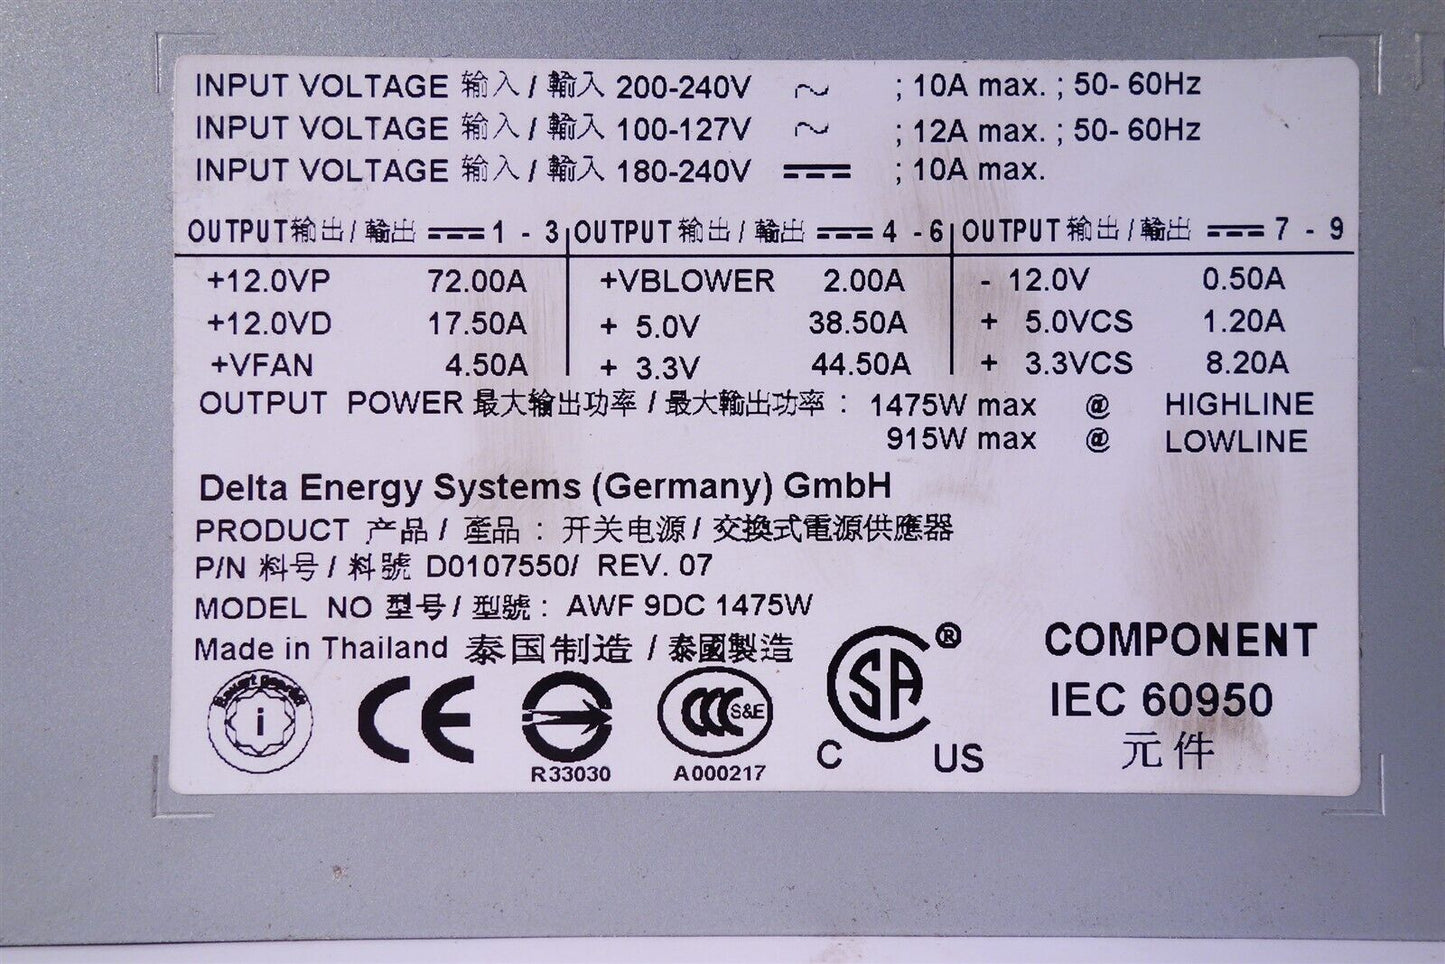 INPUT VOLTAGE 输入 / 輸入 200-240V ~ ; 10A max. ; 50- 60Hz
INPUT VOLTAGE 输入 / 輸入 100-127V ~ ; 12A max. ; 50- 60Hz
INPUT VOLTAGE 输入 / 輸入 180-240V ⎓ ; 10A max.
OUTPUT 输出 / 輸出 ⎓ 1 - 3 OUTPUT 输出 / 輸出 ⎓ 4 - 6 OUTPUT 输出 / 輸出 ⎓ 7 - 9
+12.0VP 72.00A +VBLOWER 2.00A - 12.0V 0.50A
+12.0VD 17.50A + 5.0V 38.50A + 5.0VCS 1.20A
+VFAN 4.50A + 3.3V 44.50A + 3.3VCS 8.20A
OUTPUT POWER 最大输出功率 / 最大輸出功率 : 1475W max @ HIGHLINE
915W max @ LOWLINE
Delta Energy Systems (Germany) GmbH
PRODUCT 产品 / 產品 : 开关电源 / 交換式電源供應器
P/N 料号 / 料號 D0107550/ REV. 07
MODEL NO 型号 / 型號 : AWF 9DC 1475W
Made in Thailand 泰国制造 / 泰國製造
Bauart geprüft
i
CE
R33030
CCC S&E
A000217
SA ®
C US
COMPONENT
IEC 60950
元件